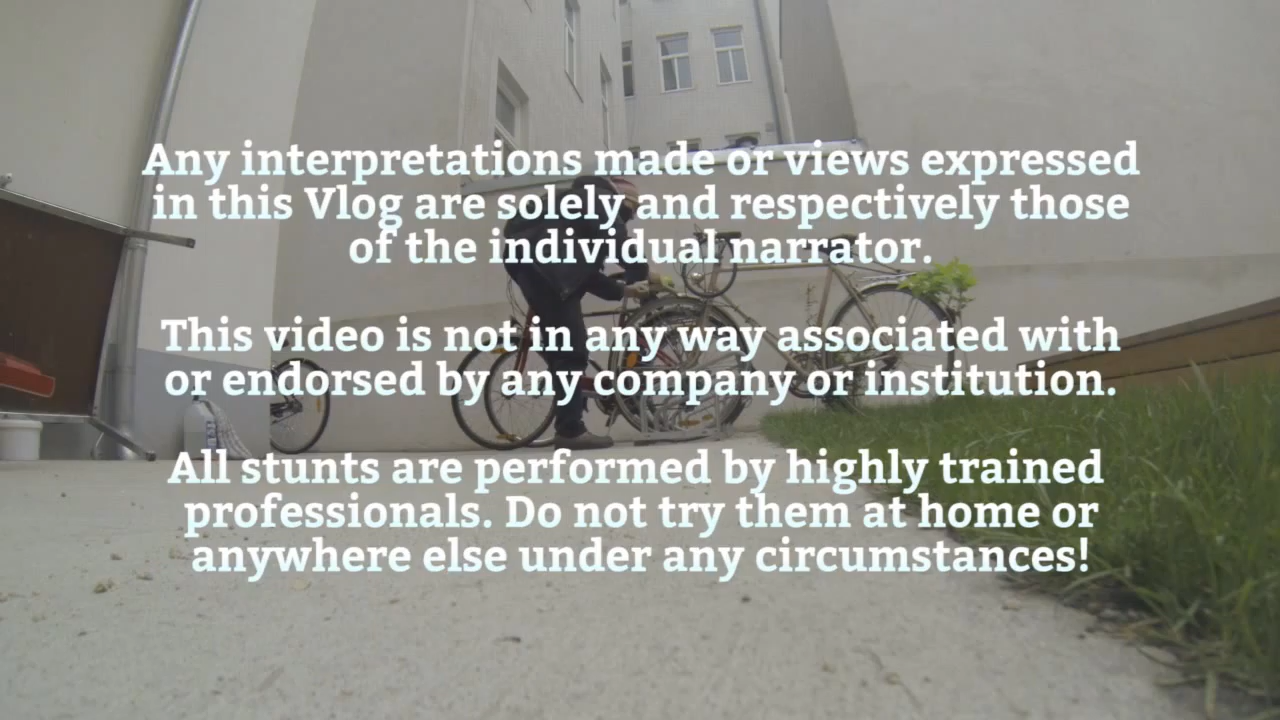 Any interpretations made or views expressed
in this Vlog are solely and respectively those
of the individual narrator.
This video is not in any way associated with
or endorsed by any company or institution.
All stunts are performed by highly trained
professionals. Do not try them at home or
anywhere else under any circumstances!